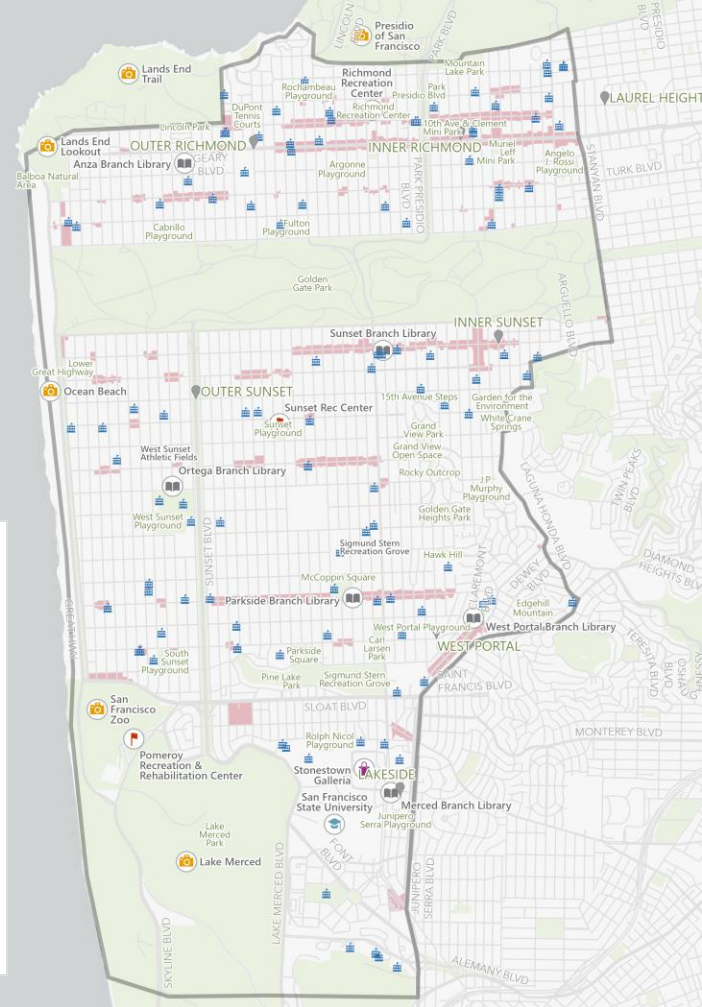 LINCOLN
BLVD
Presidio
of San
Francisco
PARK BLVD
PRESIDIO
BLVD
Lands End
Trail
Mountain
Lake Park
Richmond
Recreation
Center
Rochambeau
Playground
Presidio Blvd
Park
LAUREL HEIGHT
DuPont
Tennis
Courts
Richmond
Recreation Center
Lincoln Park
10th Ave & Clement
Mini Park
Lands End
Lookout
OUTER RICHMOND
INNER RICHMOND
Muriel
Leff
Mini Park
Angelo
J. Rossi
Playground
STANYAN BLVD
Anza Branch Library
GEARY
BLVD
Argonne
Playground
TURK BLVD
Balboa Natural
Area
PARK PRESIDIO
BLVD
Cabrillo
Playground
Fulton
Playground
Golden
Gate Park
ARGUELLO BLVD
INNER SUNSET
Sunset Branch Library
Lower
Great Highway
Ocean Beach
OUTER SUNSET
15th Avenue Steps
Garden for the
Environment
Sunset Rec Center
Sunset
Playground
White Crane
Springs
Grand
View Park
West Sunset
Athletic Fields
Grand View
Open Space
Ortega Branch Library
Rocky Outcrop
LAGUNA HONDA BLVD
TWIN PEAKS
BLVD
J.P.
Murphy
Playground
West Sunset
Playground
SUNSET BLVD
Golden Gate
Heights Park
Sigmund Stern
Recreation Grove
Hawk Hill
DIAMOND
HEIGHTS BLV
McCoppin Square
CLAREMONT
BLVD
DEWEY
BLVD
GREAT HWY
Parkside Branch Library
Edgehill
Mountain
West Portal Playground
West Portal Branch Library
TERESITA BLVD
WEST PORTAL
South
Sunset
Playground
Parkside
Square
Carl
Larsen
Park
Pine Lake
Park
Sigmund Stern
Recreation Grove
SAINT
FRANCIS BLVD
San
Francisco
Zoo
SLOAT BLVD
MONTEREY BLVD
Rolph Nicol
Playground
Pomeroy
Recreation &
Rehabilitation Center
Stonestown
Galleria
LAKESIDE
San Francisco
State University
Merced Branch Library
Junipero
Serra Playground
Lake
Merced
Park
FONT
BLVD
Lake Merced
LAKE MERCED BLVD
JUNIPERO
SERRA BLVD
SKYLINE BLVD
ALEMANY BLVD